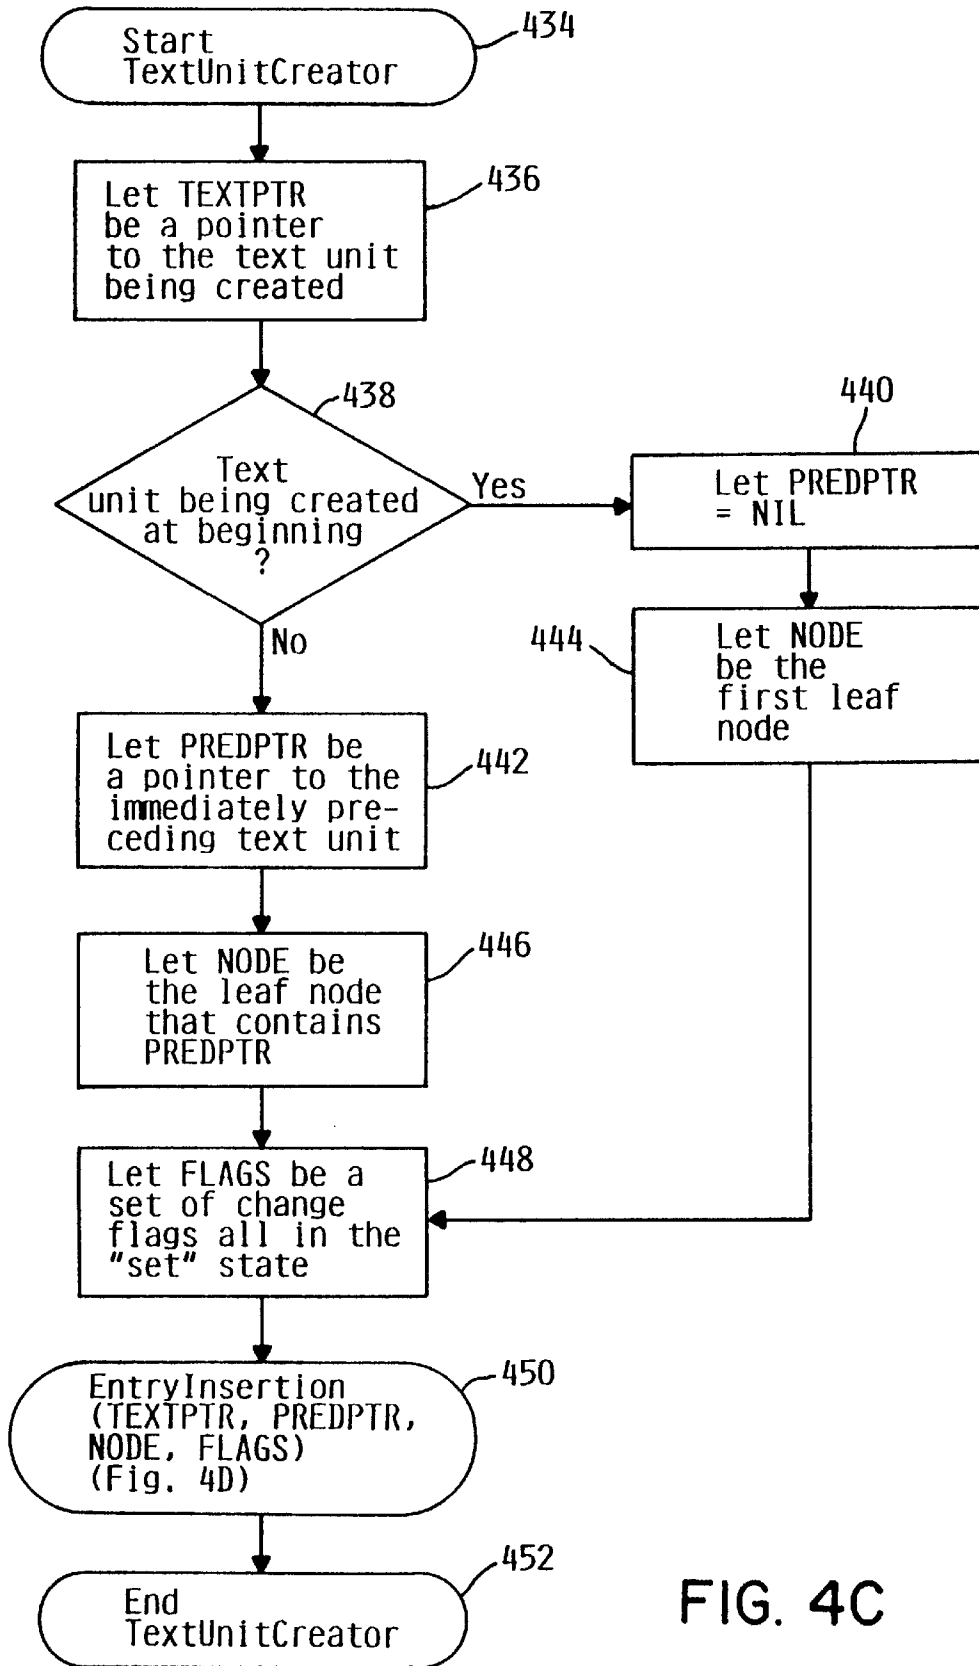 Start
TextUnitCreator
434
Let TEXTPTR
be a pointer
to the text unit
being created
436
438
Text
unit being created
at beginning
?
Yes
440
Let PREDPTR
= NIL
No
444
Let NODE
be the
first leaf
node
Let PREDPTR be
a pointer to the
immediately pre-
ceding text unit
442
Let NODE be
the leaf node
that contains
PREDPTR
446
Let FLAGS be a
set of change
flags all in the
"set" state
448
EntryInsertion
(TEXTPTR, PREDPTR,
NODE, FLAGS)
(Fig. 4D)
450
End
TextUnitCreator
452
FIG. 4C